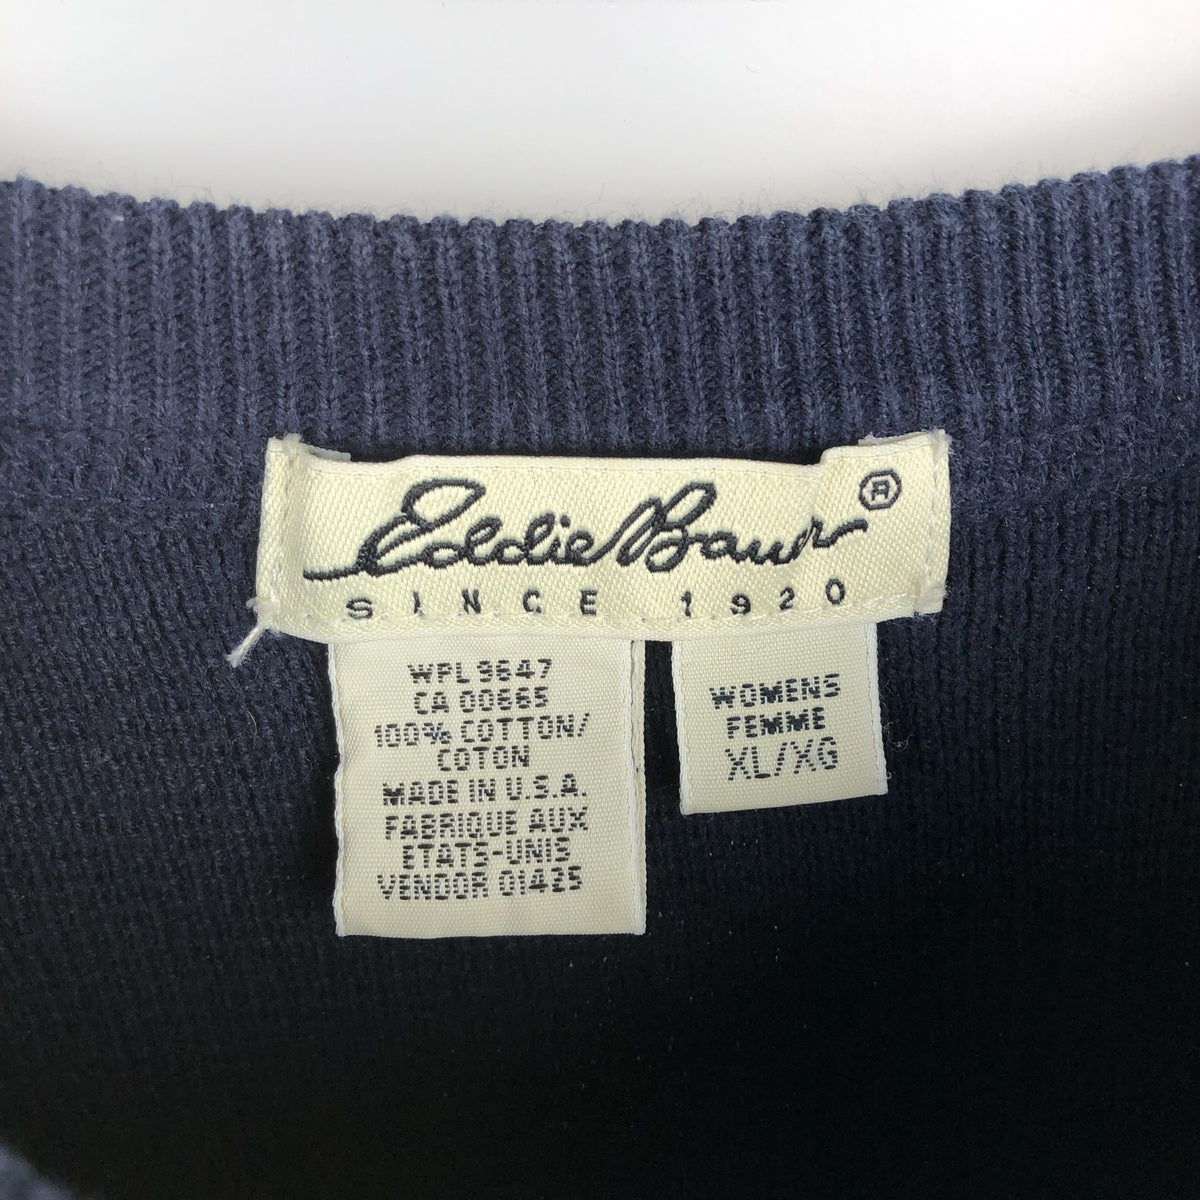 Eddie Bauer ®
SINCE 1920
WPL 9647
CA 00665
100% COTTON/
COTON
MADE IN U.S.A.
FABRIQUE AUX
ETATS-UNIS
VENDOR 01425
WOMENS
FEMME
XL/XG